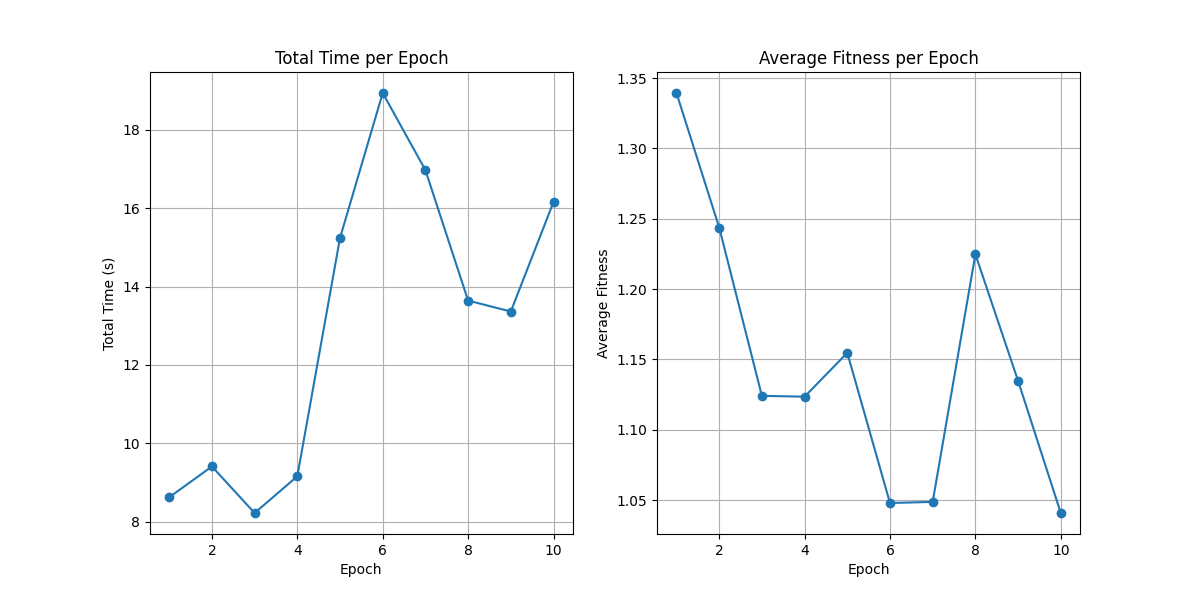 Total Time per Epoch
Total Time (s)
18
16
14
12
10
8
2 4 6 8 10
Epoch
Average Fitness per Epoch
Average Fitness
1.35
1.30
1.25
1.20
1.15
1.10
1.05
2 4 6 8 10
Epoch